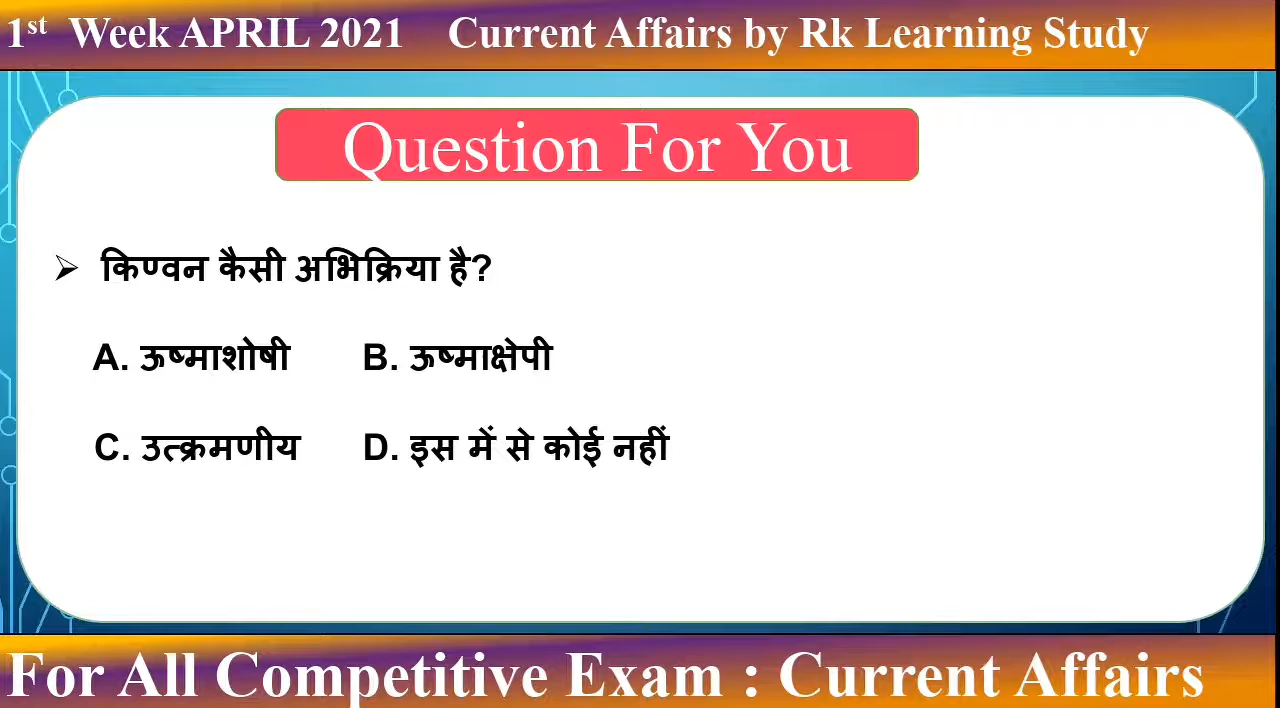 1st Week APRIL 2021 Current Affairs by Rk Learning Study
Question For You
➢ किण्वन कैसी अभिक्रिया है?
A. ऊष्माशोषी B. ऊष्माक्षेपी
C. उत्क्रमणीय D. इस में से कोई नहीं
For All Competitive Exam : Current Affairs